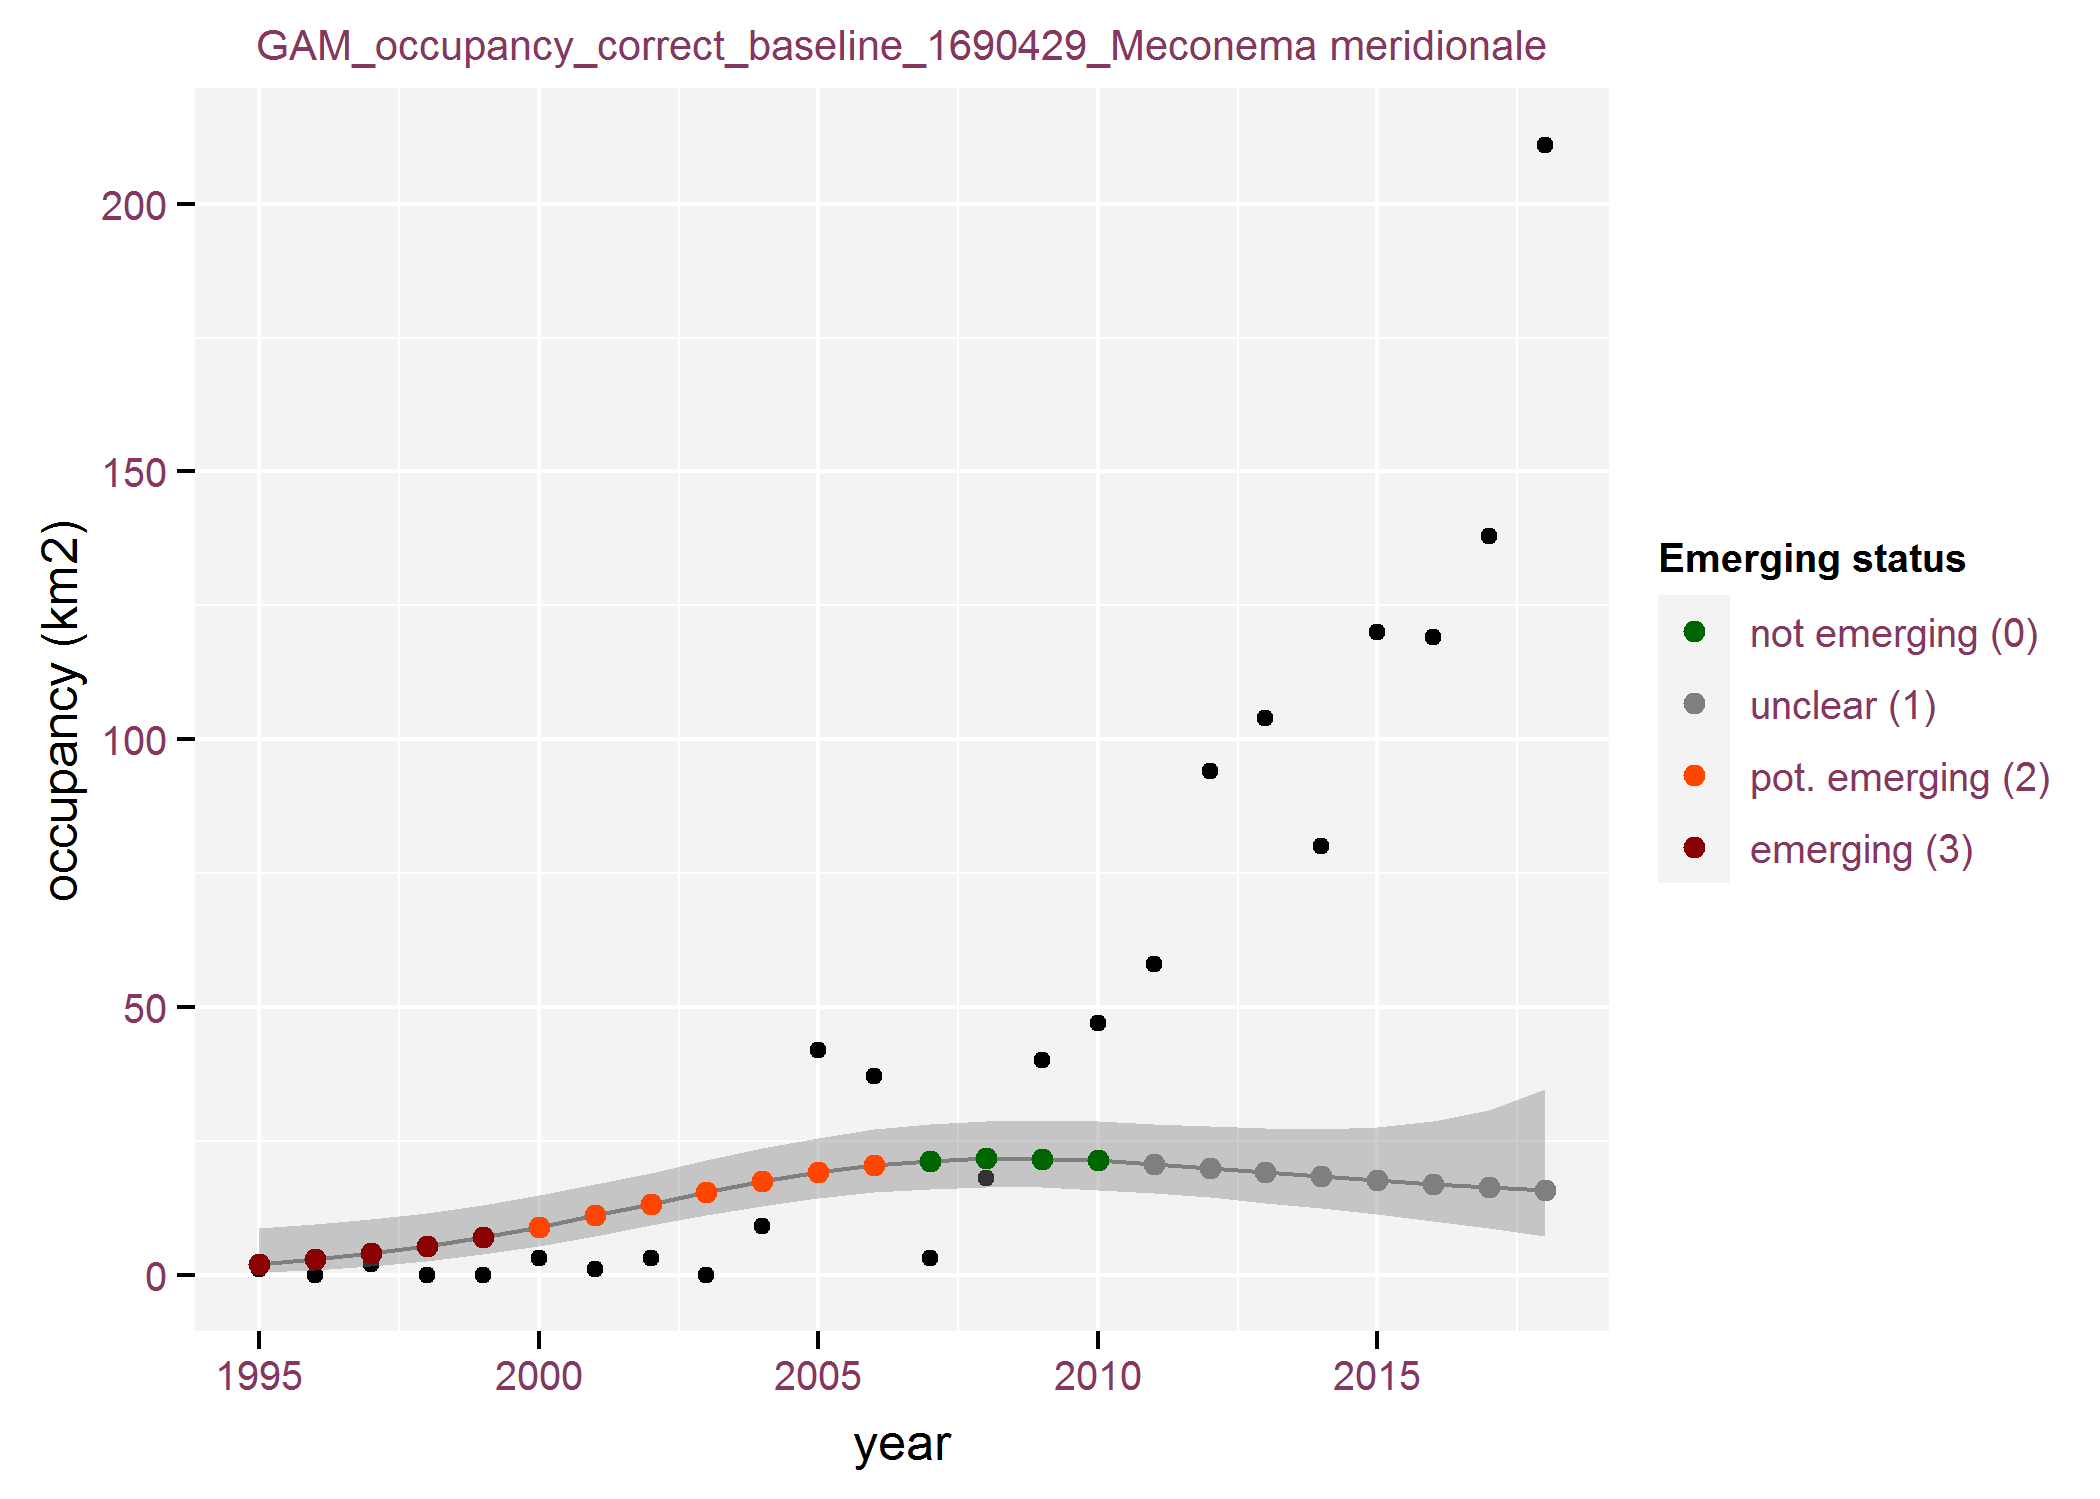 GAM_occupancy_correct_baseline_1690429_Meconema meridionale
200
150
100
50
0
occupancy (km2)
1995 2000 2005 2010 2015
year
Emerging status
not emerging (0)
unclear (1)
pot. emerging (2)
emerging (3)